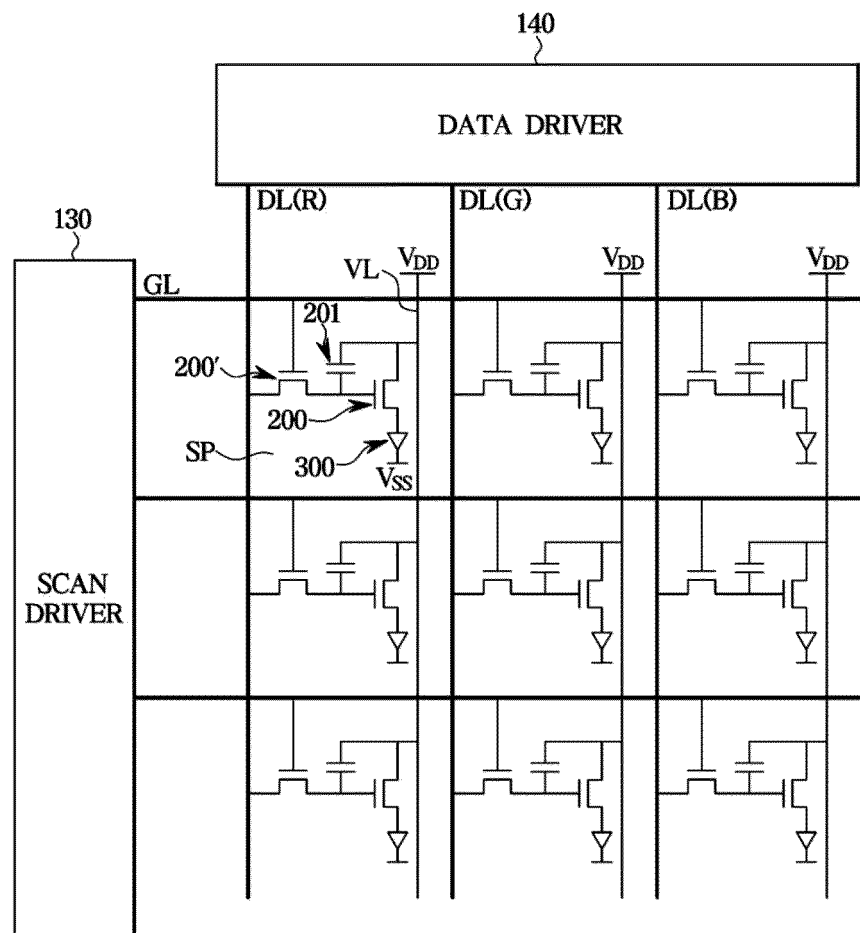 140
DATA DRIVER
DL(R)
DL(G)
DL(B)
130
VL
VDD
VDD
VDD
GL
201
200'
200
SP
300
VSS
SCAN
DRIVER